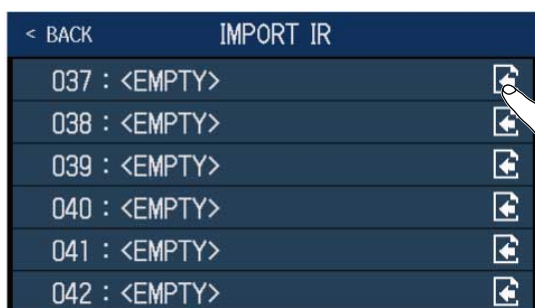 < BACK IMPORT IR
037 : <EMPTY>
038 : <EMPTY>
039 : <EMPTY>
040 : <EMPTY>
041 : <EMPTY>
042 : <EMPTY>